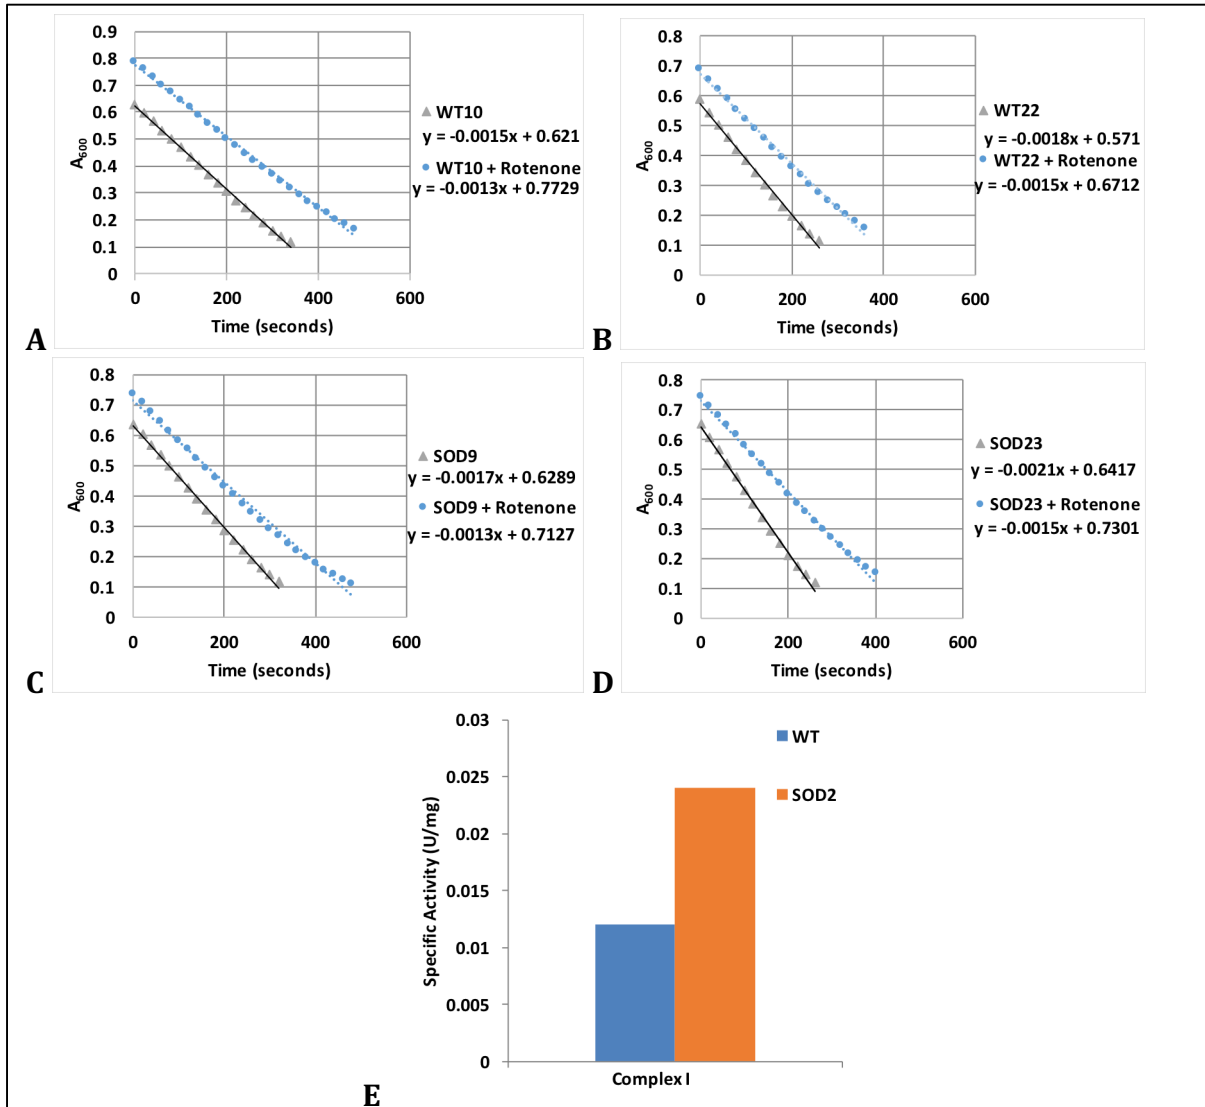 0.9
0.8
0.7
0.6
0.5
0.4
0.3
0.2
0.1
0
A600
0 200 400 600
Time (seconds)
WT10
y = -0.0015x + 0.621
WT10 + Rotenone
y = -0.0013x + 0.7729
A
0.8
0.7
0.6
0.5
0.4
0.3
0.2
0.1
0
A600
0 200 400 600
Time (seconds)
WT22
y = -0.0018x + 0.571
WT22 + Rotenone
y = -0.0015x + 0.6712
B
0.8
0.7
0.6
0.5
0.4
0.3
0.2
0.1
0
A600
0 200 400 600
Time (seconds)
SOD9
y = -0.0017x + 0.6289
SOD9 + Rotenone
y = -0.0013x + 0.7127
C
0.8
0.7
0.6
0.5
0.4
0.3
0.2
0.1
0
A600
0 200 400 600
Time (seconds)
SOD23
y = -0.0021x + 0.6417
SOD23 + Rotenone
y = -0.0015x + 0.7301
D
0.03
0.025
0.02
0.015
0.01
0.005
0
Specific Activity (U/mg)
Complex I
WT
SOD2
E